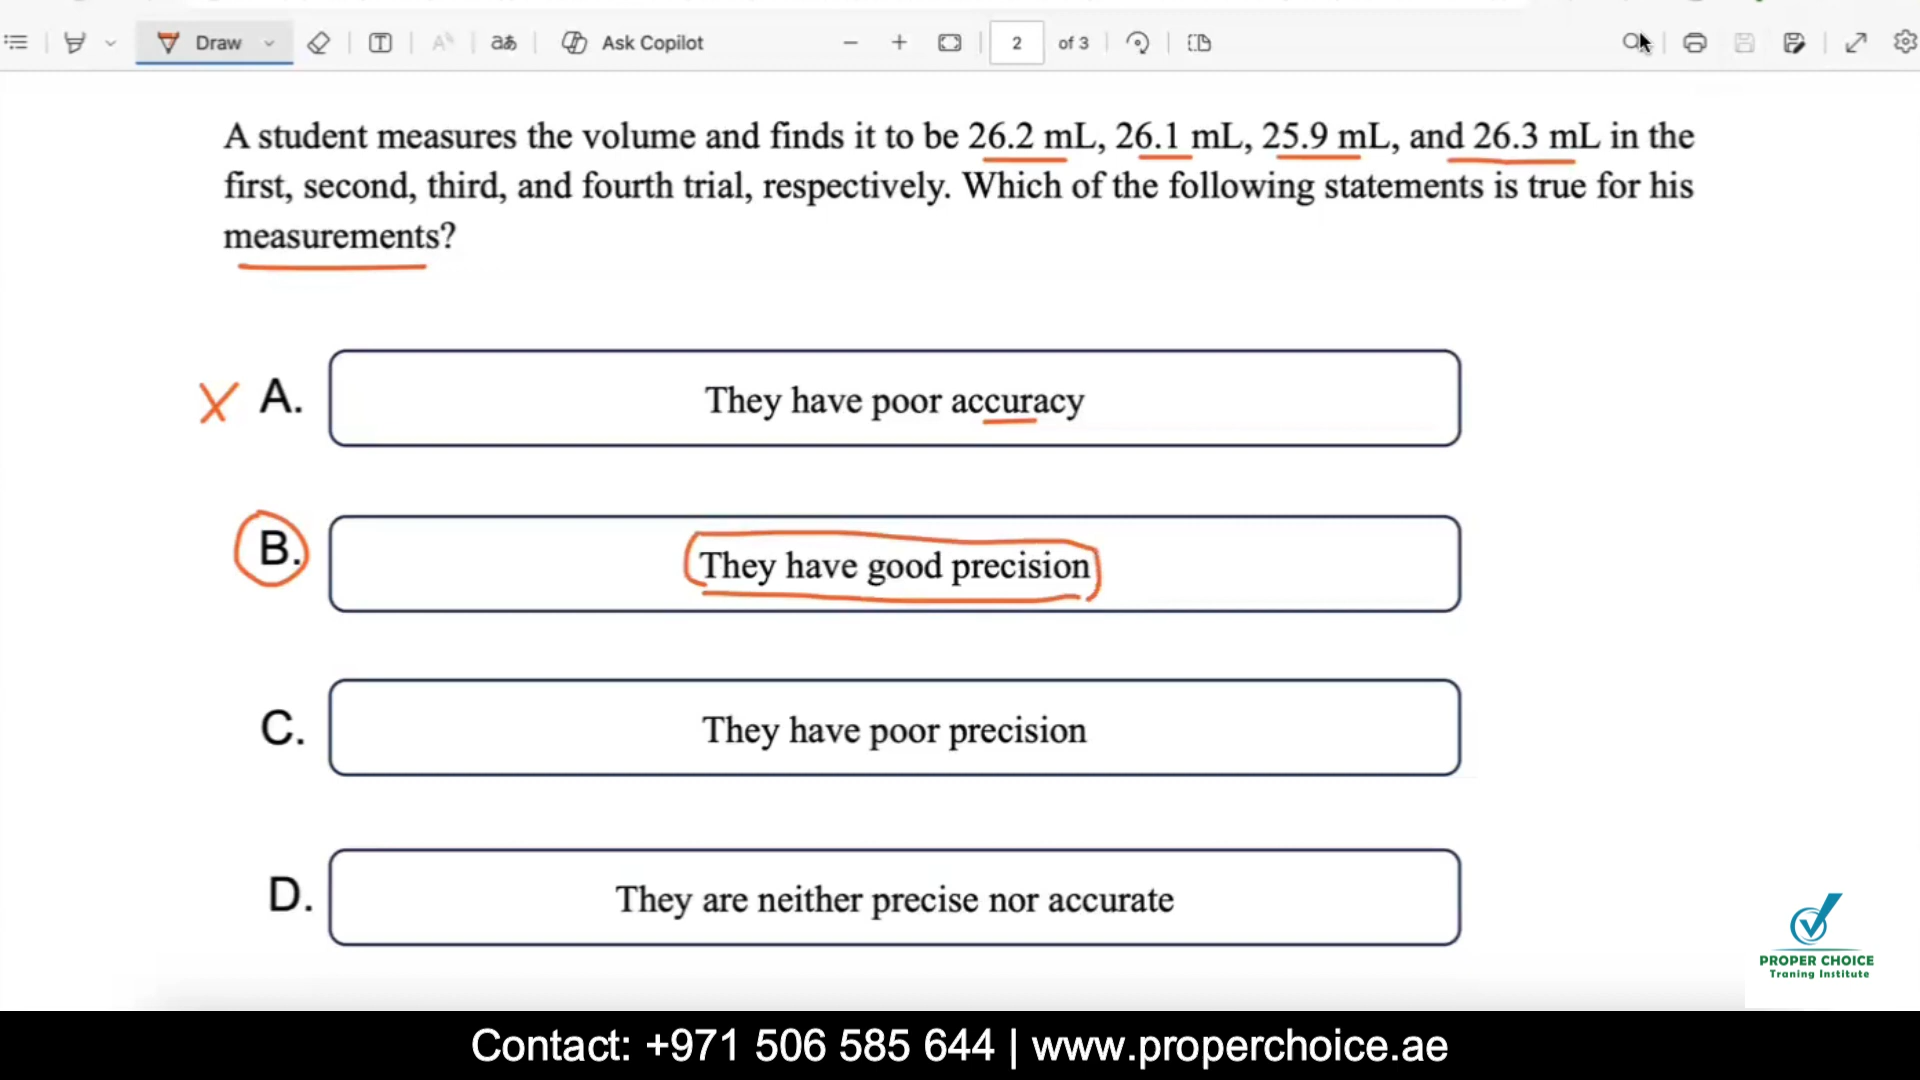 Draw
aあ
Ask Copilot
2
of 3
A student measures the volume and finds it to be 26.2 mL, 26.1 mL, 25.9 mL, and 26.3 mL in the
first, second, third, and fourth trial, respectively. Which of the following statements is true for his
measurements?
X A.
They have poor accuracy
B.
They have good precision
C.
They have poor precision
D.
They are neither precise nor accurate
PROPER CHOICE
Traning Institute
Contact: +971 506 585 644 | www.properchoice.ae